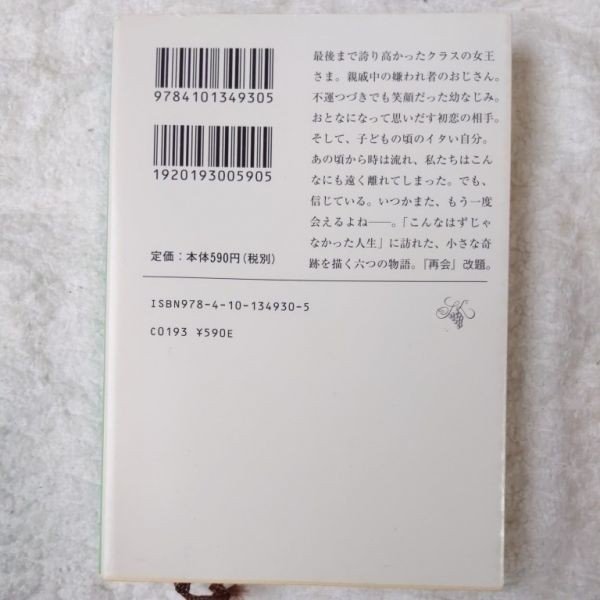 9784101349305
1920193005905
定価：本体590円(税別)
最後まで誇り高かったクラスの女王
さま。親戚中の嫌われ者のおじさん。
不運つづきでも笑顔だった幼なじみ。
おとなになって思いだす初恋の相手。
そして、子どもの頃のイタい自分。
あの頃から時は流れ、私たちはこん
なにも遠く離れてしまった。でも、
信じている。いつかまた、もう一度
会えるよね――。「こんなはずじゃ
なかった人生」に訪れた、小さな奇
跡を描く六つの物語。『再会』改題。
ISBN978-4-10-134930-5
C0193 ¥590E